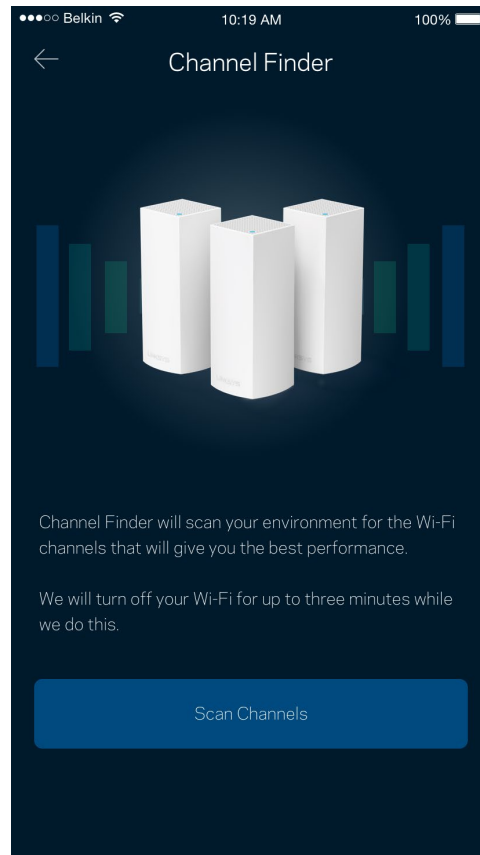 Belkin 10:19 AM 100%
Channel Finder
Channel Finder will scan your environment for the Wi-Fi
channels that will give you the best performance.
We will turn off your Wi-Fi for up to three minutes while
we do this.
Scan Channels